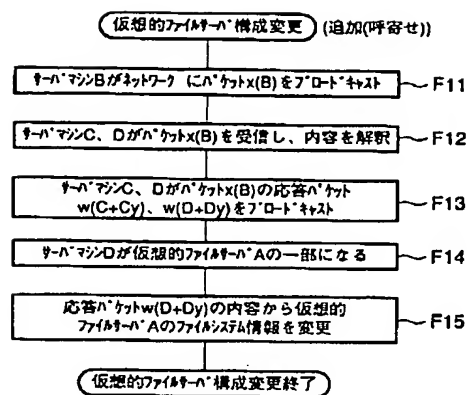 仮想的ファイルサーバ構成変更 (追加(呼寄せ))
サーバマシンBがネットワーク にパケットx(B)をブロードキャスト F11
サーバマシンC、Dがパケットx(B)を受信し、内容を解釈 F12
サーバマシンC、Dがパケットx(B)の応答パケット
w(C+Cy)、w(D+Dy)をブロードキャスト F13
サーバマシンDが仮想的ファイルサーバAの一部になる F14
応答パケットw(D+Dy)の内容から仮想的
ファイルサーバAのファイルシステム情報を変更 F15
仮想的ファイルサーバ構成変更終了